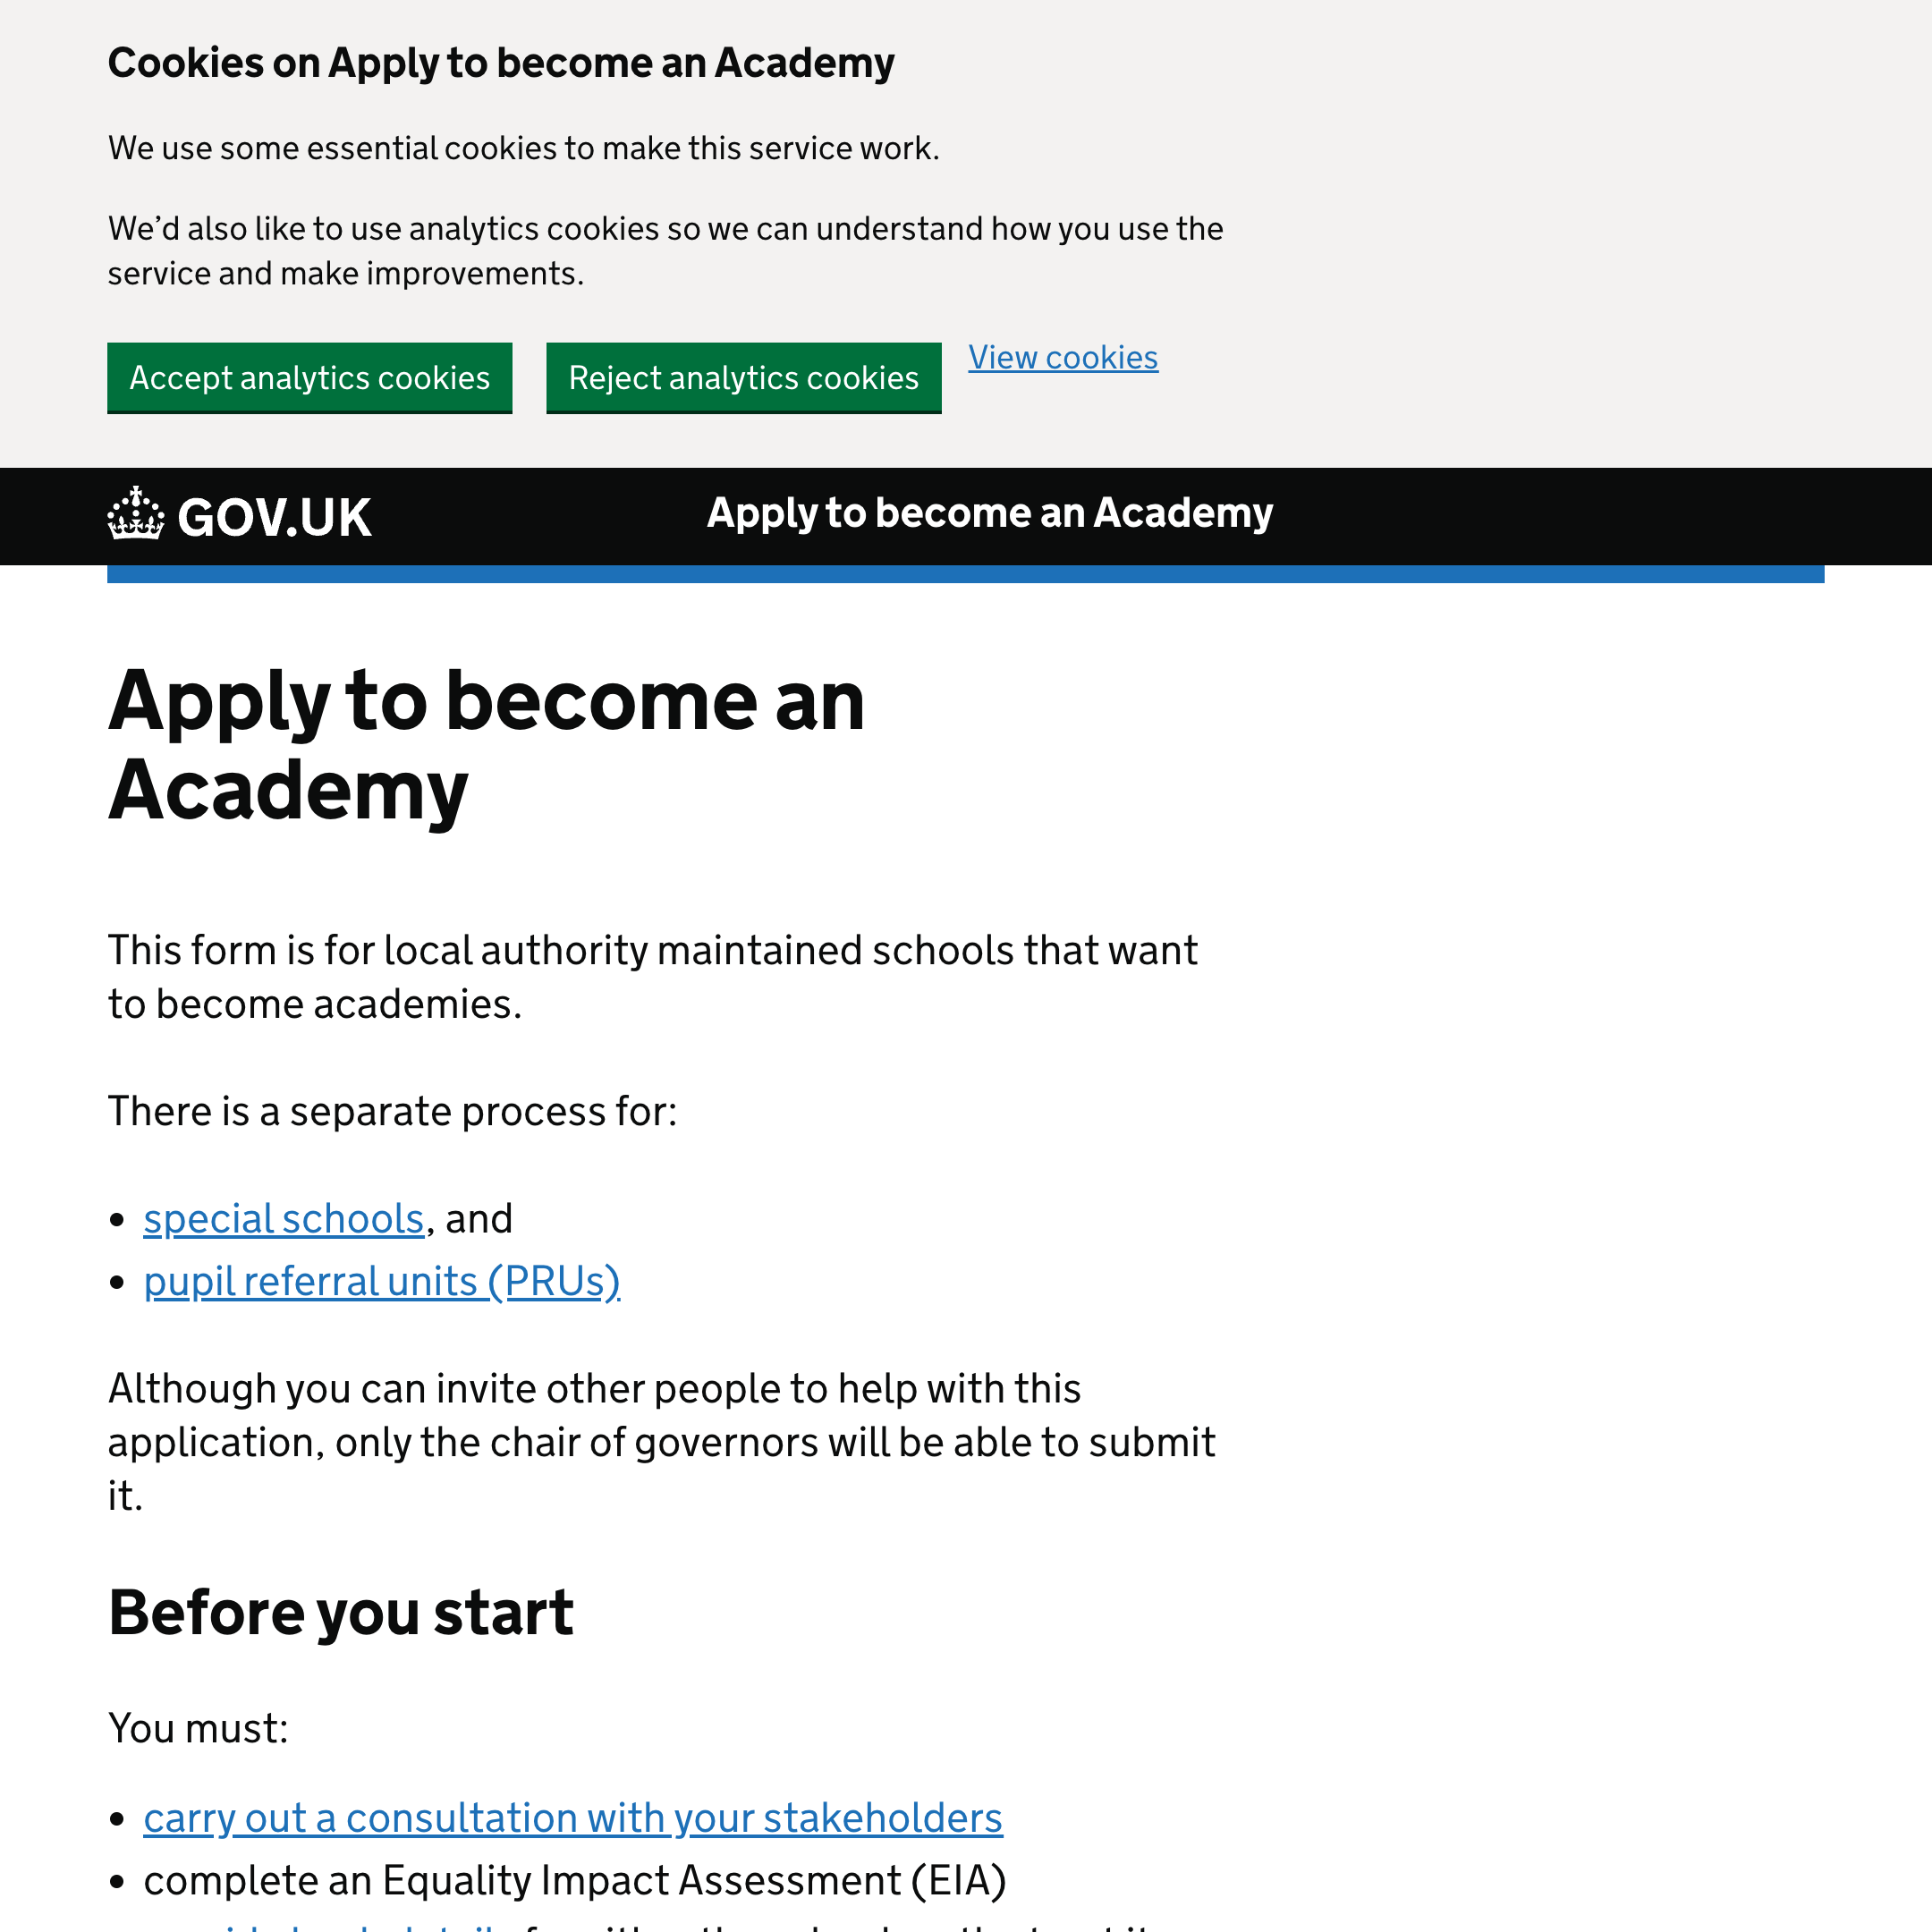 Cookies on Apply to become an Academy
We use some essential cookies to make this service work.
We’d also like to use analytics cookies so we can understand how you use the
service and make improvements.
Accept analytics cookies Reject analytics cookies View cookies
GOV.UK Apply to become an Academy
Apply to become an
Academy
This form is for local authority maintained schools that want
to become academies.
There is a separate process for:
• special schools, and
• pupil referral units (PRUs)
Although you can invite other people to help with this
application, only the chair of governors will be able to submit
it.
Before you start
You must:
• carry out a consultation with your stakeholders
• complete an Equality Impact Assessment (EIA)